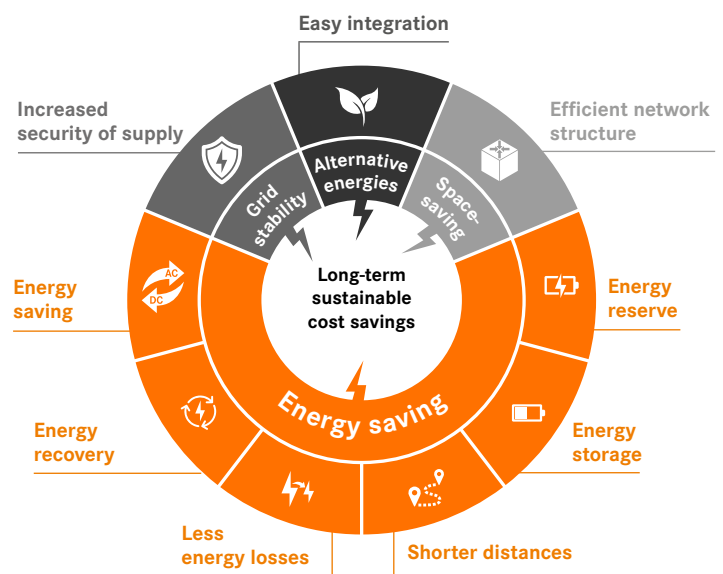 Easy integration
Increased
security of supply
Efficient network
structure
Alternative
energies
Grid
stability
Space-
saving
Long-term
sustainable
cost savings
AC
DC
Energy
saving
Energy
reserve
Energy saving
Energy
recovery
Energy
storage
Less
energy losses
Shorter distances